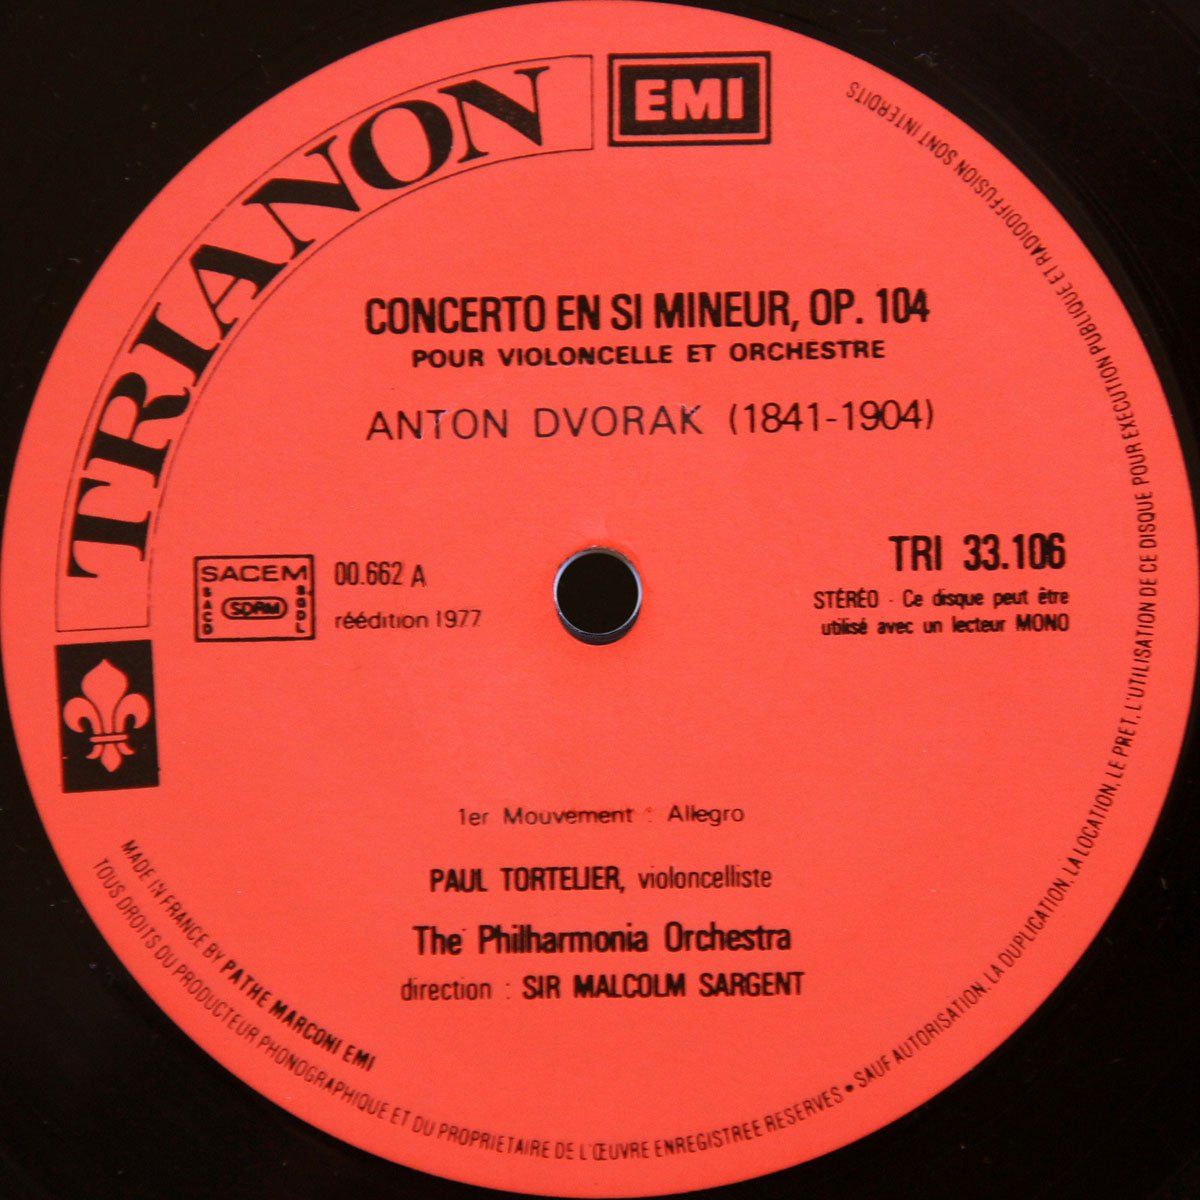 TRIANON
EMI
CONCERTO EN SI MINEUR, OP. 104
POUR VIOLONCELLE ET ORCHESTRE
ANTON DVORAK (1841-1904)
SACEM
SACD
SDRM
SGDL
00.662 A
réédition 1977
TRI 33.106
STÉRÉO - Ce disque peut être
utilisé avec un lecteur MONO
1er Mouvement : Allegro
PAUL TORTELIER, violoncelliste
The Philharmonia Orchestra
direction : SIR MALCOLM SARGENT
MADE IN FRANCE BY PATHE MARCONI EMI
TOUS DROITS DU PRODUCTEUR PHONOGRAPHIQUE ET DU PROPRIETAIRE DE L'ŒUVRE ENREGISTREE RESERVES • SAUF AUTORISATION, LA DUPLICATION, LA LOCATION, LE PRET, L'UTILISATION DE CE DISQUE POUR EXECUTION PUBLIQUE ET RADIODIFFUSION SONT INTERDITS